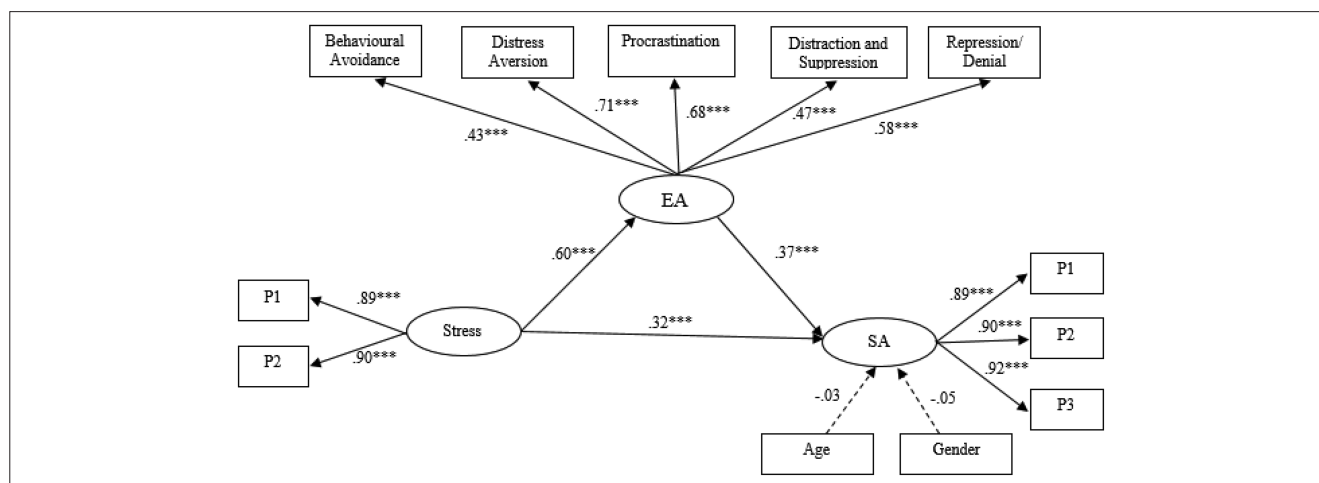 Behavioural
Avoidance
Distress
Aversion
Procrastination
Distraction and
Suppression
Repression/
Denial
.43***
.71***
.68***
.47***
.58***
EA
.60***
.37***
P1
P2
.89***
.90***
Stress
.32***
SA
.89***
.90***
.92***
P1
P2
P3
-.03
-.05
Age
Gender